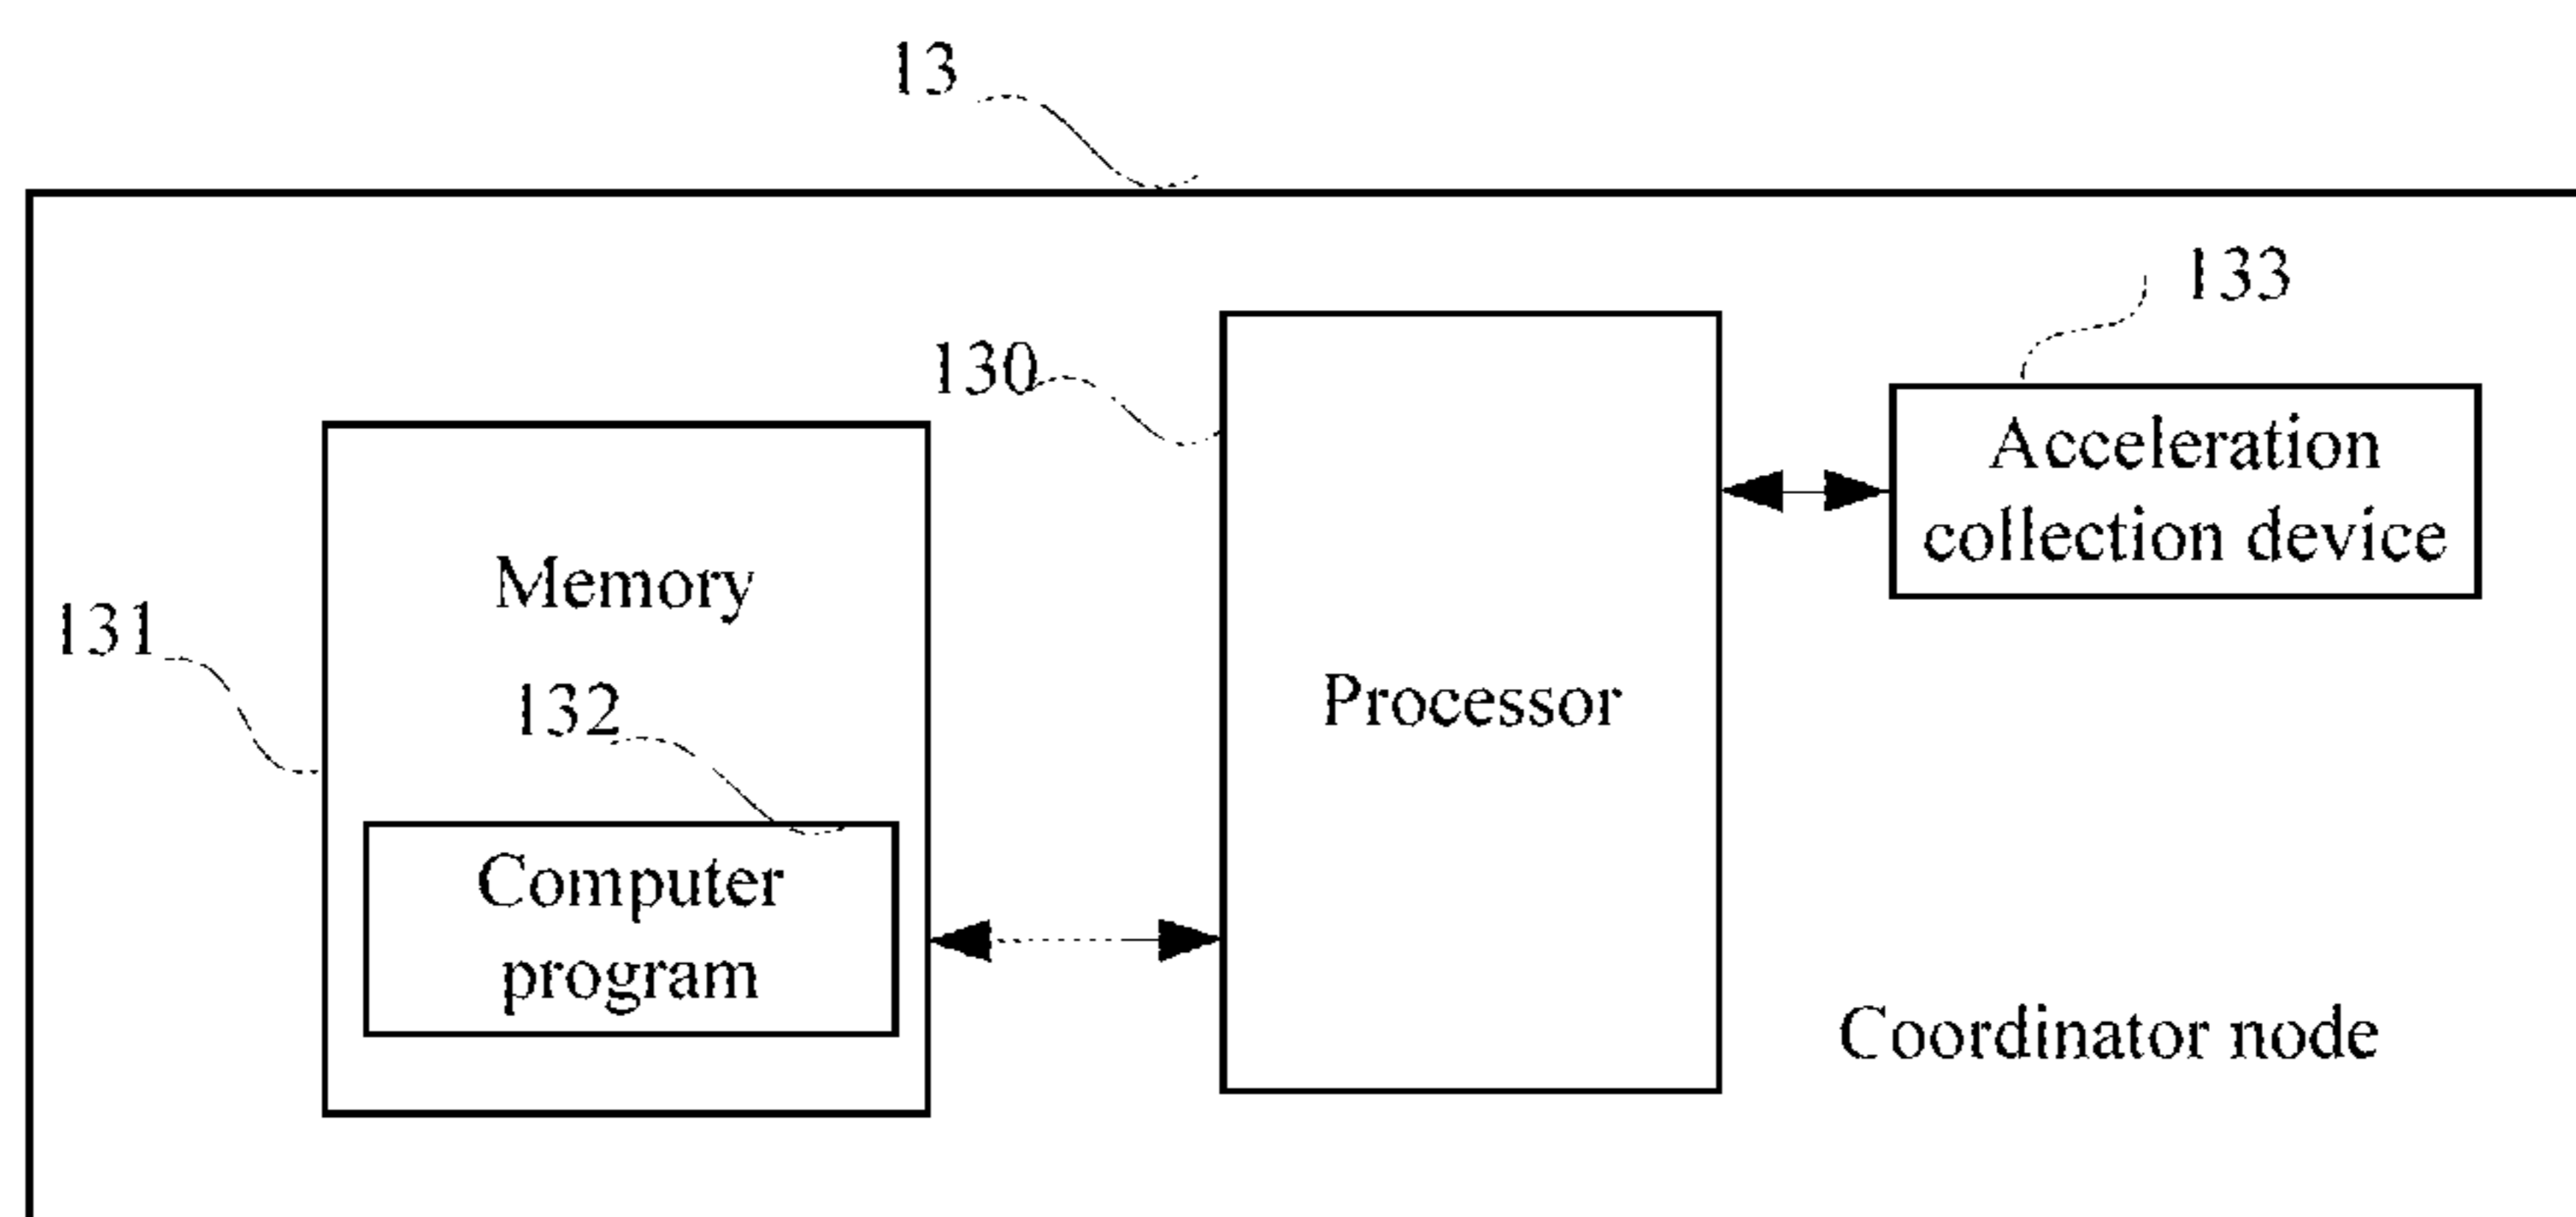 13
133
130
Acceleration
collection device
Memory
131
132
Processor
Computer
program
Coordinator node